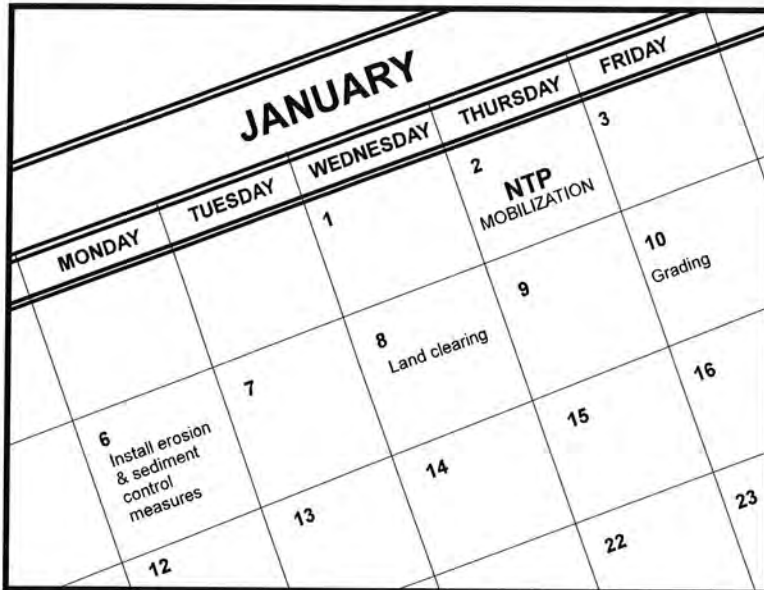 JANUARY
MONDAY TUESDAY WEDNESDAY THURSDAY FRIDAY
1 2 3
NTP
MOBILIZATION
6 7 8 9 10
Install erosion
& sediment
control
measures
Land clearing
Grading
12 13 14 15 16
22 23